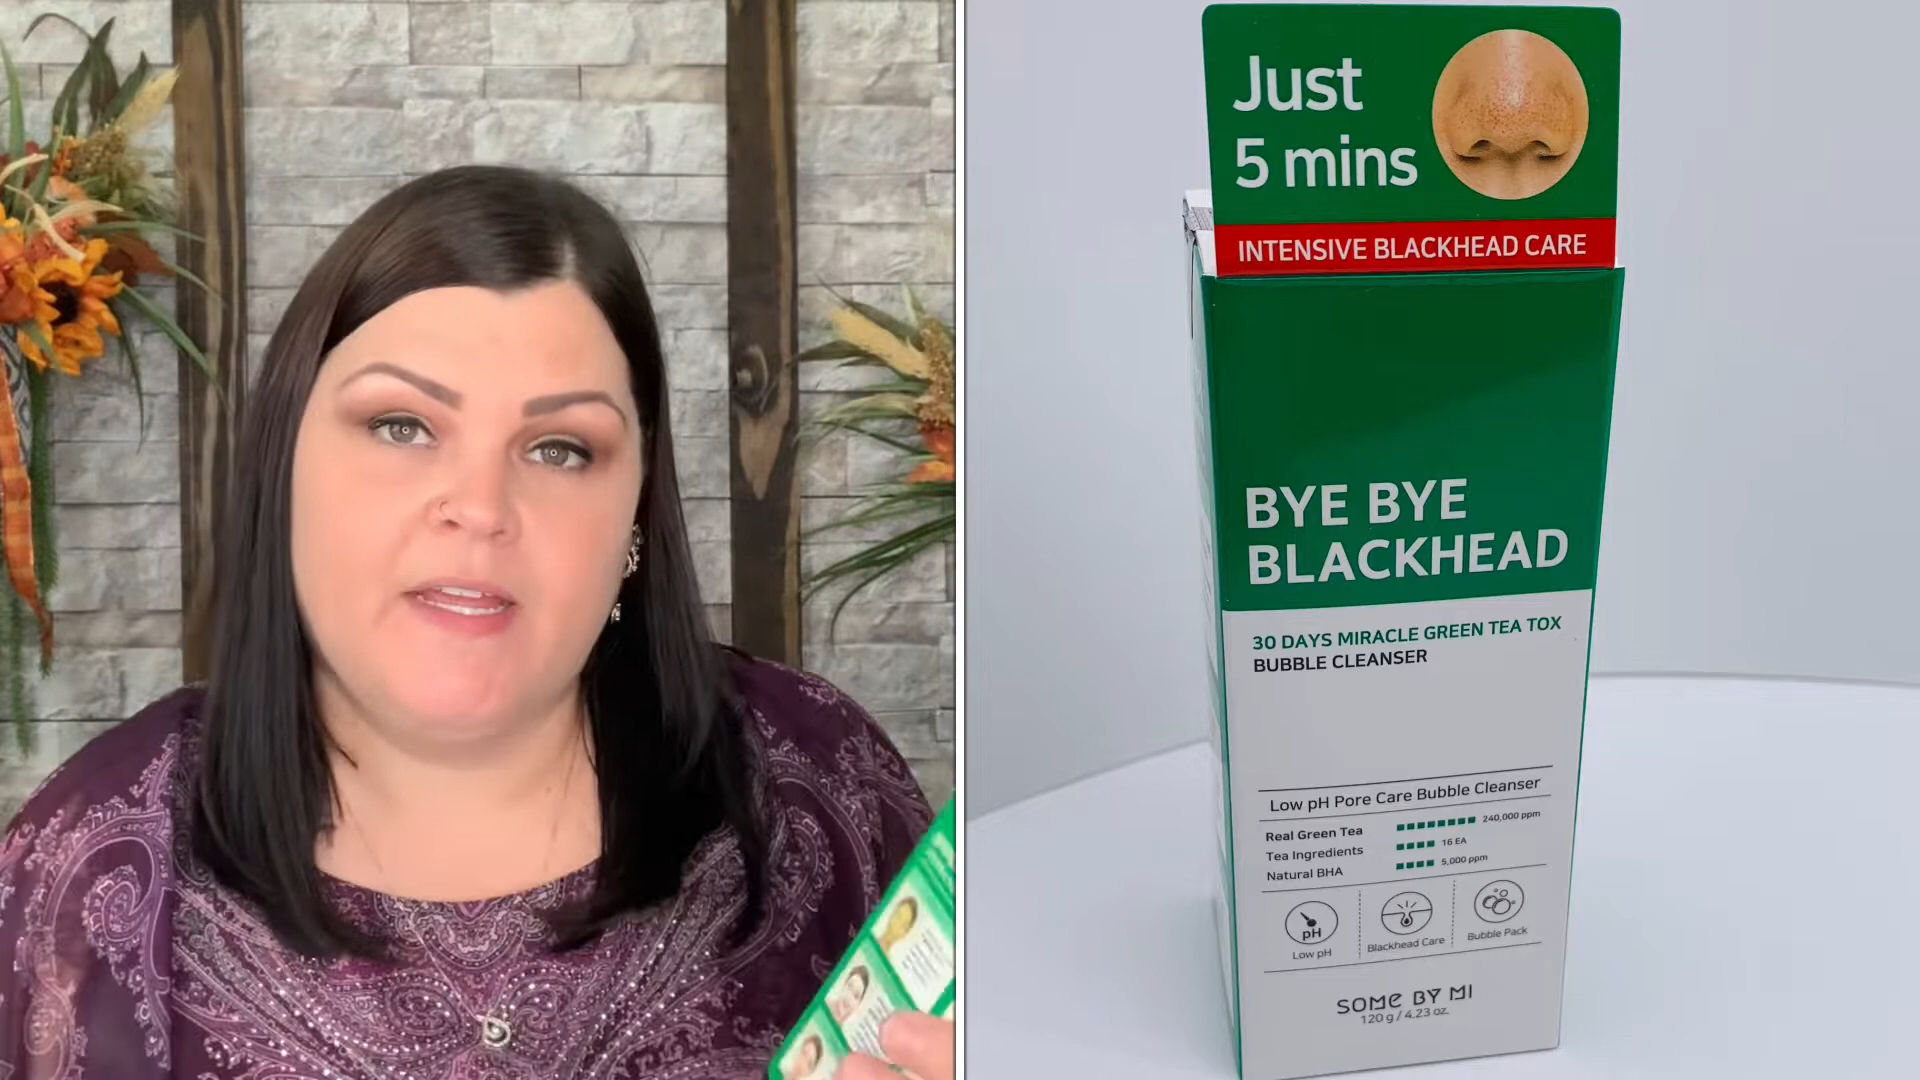 Just
5 mins
INTENSIVE BLACKHEAD CARE
BYE BYE
BLACKHEAD
30 DAYS MIRACLE GREEN TEA TOX
BUBBLE CLEANSER
Low pH Pore Care Bubble Cleanser
Real Green Tea 240,000 ppm
Tea Ingredients 16 EA
Natural BHA 5,000 ppm
pH
Low pH Blackhead Care Bubble Pack
SOME BY MI
120 g / 4.23 oz.